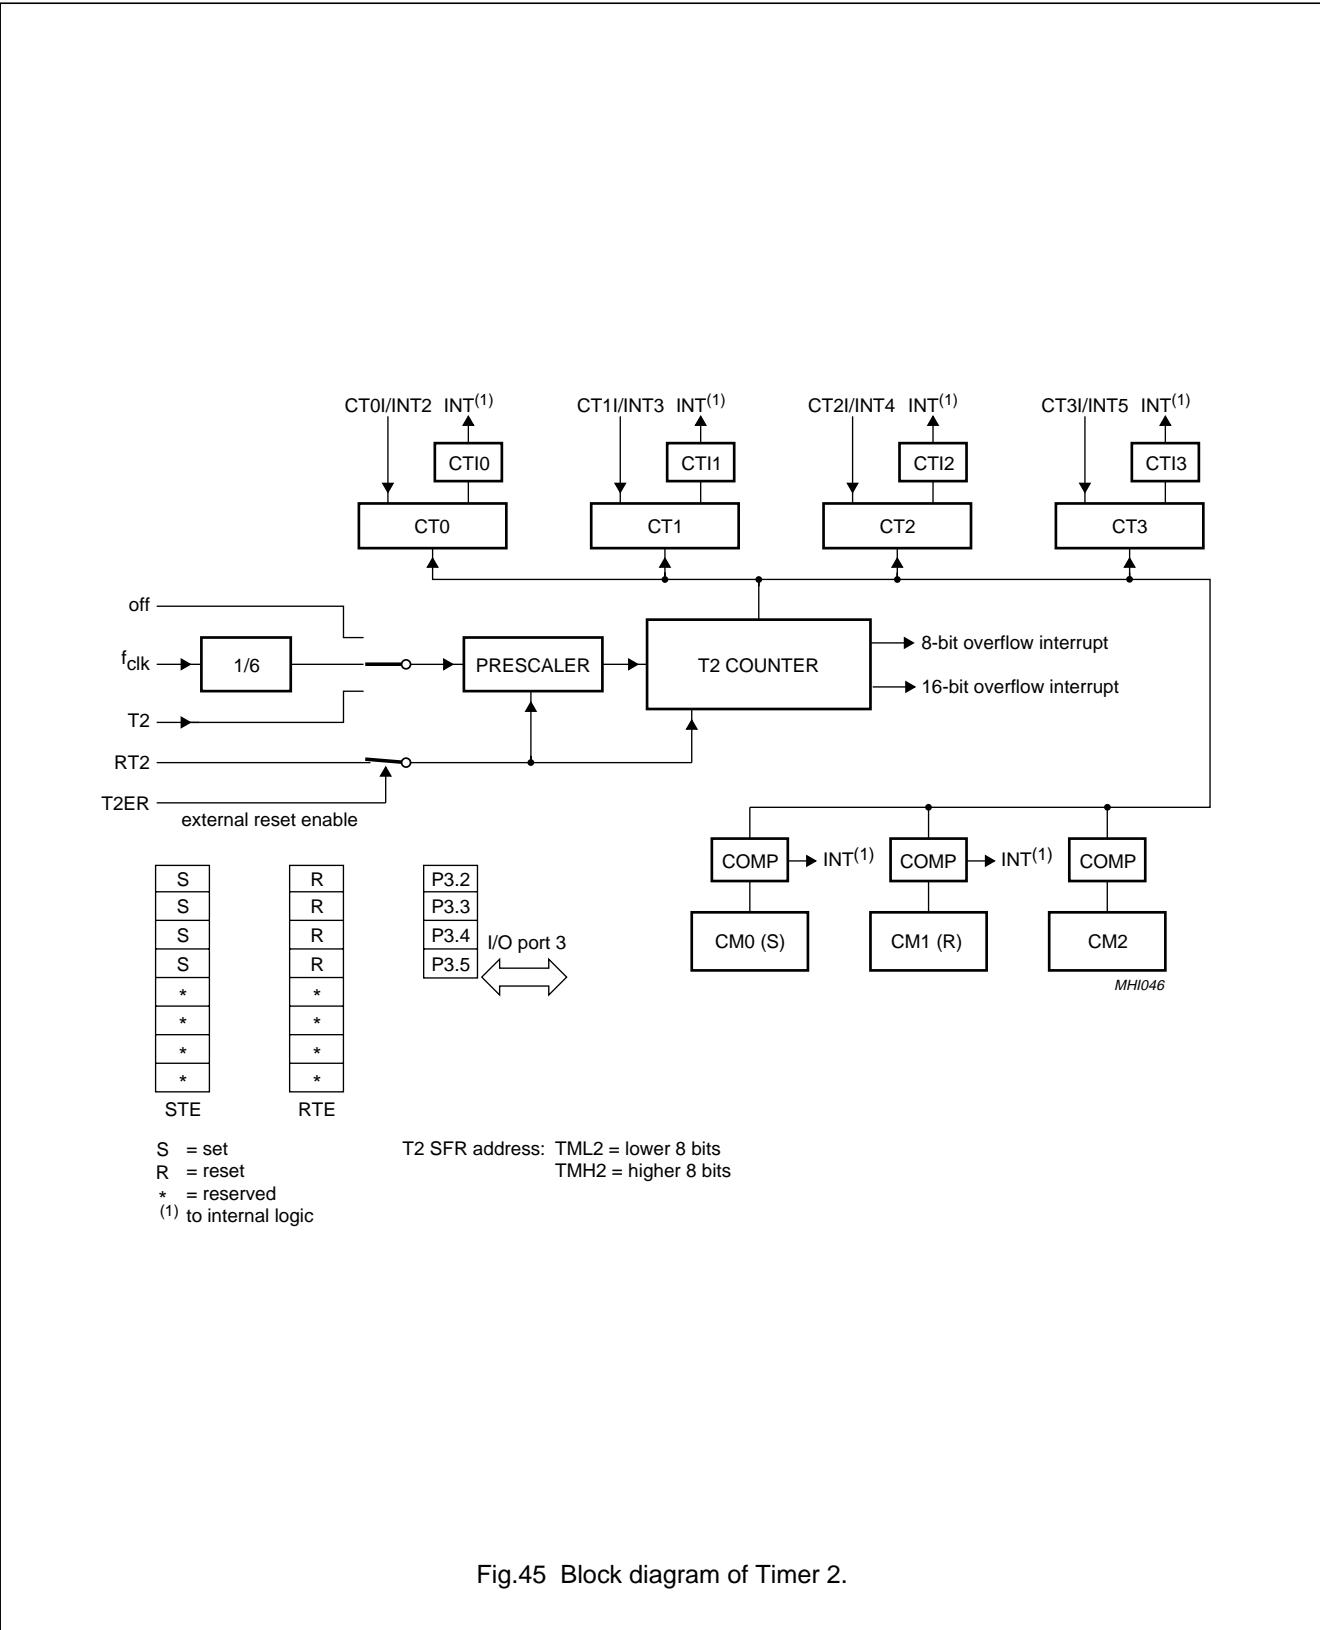 CT0I/INT2 INT(1) CT1I/INT3 INT(1) CT2I/INT4 INT(1) CT3I/INT5 INT(1)
CTI0 CTI1 CTI2 CTI3
CT0 CT1 CT2 CT3
off
8-bit overflow interrupt
fclk 1/6 PRESCALER T2 COUNTER
16-bit overflow interrupt
T2
RT2
T2ER
external reset enable
COMP INT(1) COMP INT(1) COMP
S R P3.2
S R P3.3
S R P3.4
I/O port 3
CM0 (S) CM1 (R) CM2
S R P3.5
* *
MHI046
* *
* *
* *
STE RTE
S = set T2 SFR address: TML2 = lower 8 bits
R = reset TMH2 = higher 8 bits
* = reserved
(1) to internal logic
Fig.45 Block diagram of Timer 2.